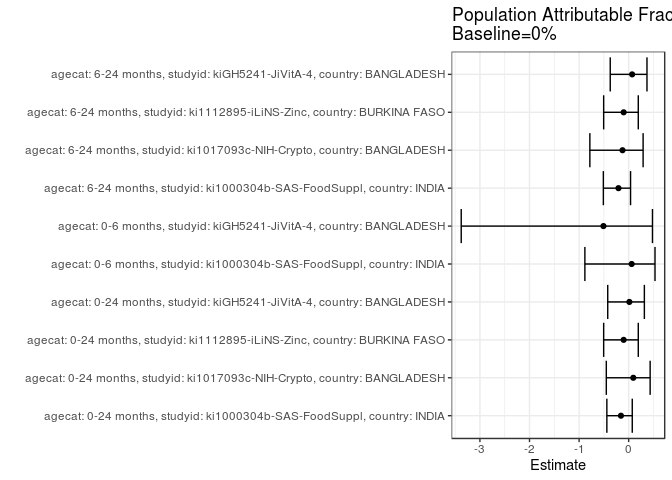 Population Attributable Frac
Baseline=0%
agecat: 6-24 months, studyid: kiGH5241-JiVitA-4, country: BANGLADESH
agecat: 6-24 months, studyid: ki1112895-iLiNS-Zinc, country: BURKINA FASO
agecat: 6-24 months, studyid: ki1017093c-NIH-Crypto, country: BANGLADESH
agecat: 6-24 months, studyid: ki1000304b-SAS-FoodSuppl, country: INDIA
agecat: 0-6 months, studyid: kiGH5241-JiVitA-4, country: BANGLADESH
agecat: 0-6 months, studyid: ki1000304b-SAS-FoodSuppl, country: INDIA
agecat: 0-24 months, studyid: kiGH5241-JiVitA-4, country: BANGLADESH
agecat: 0-24 months, studyid: ki1112895-iLiNS-Zinc, country: BURKINA FASO
agecat: 0-24 months, studyid: ki1017093c-NIH-Crypto, country: BANGLADESH
agecat: 0-24 months, studyid: ki1000304b-SAS-FoodSuppl, country: INDIA
-3 -2 -1 0
Estimate